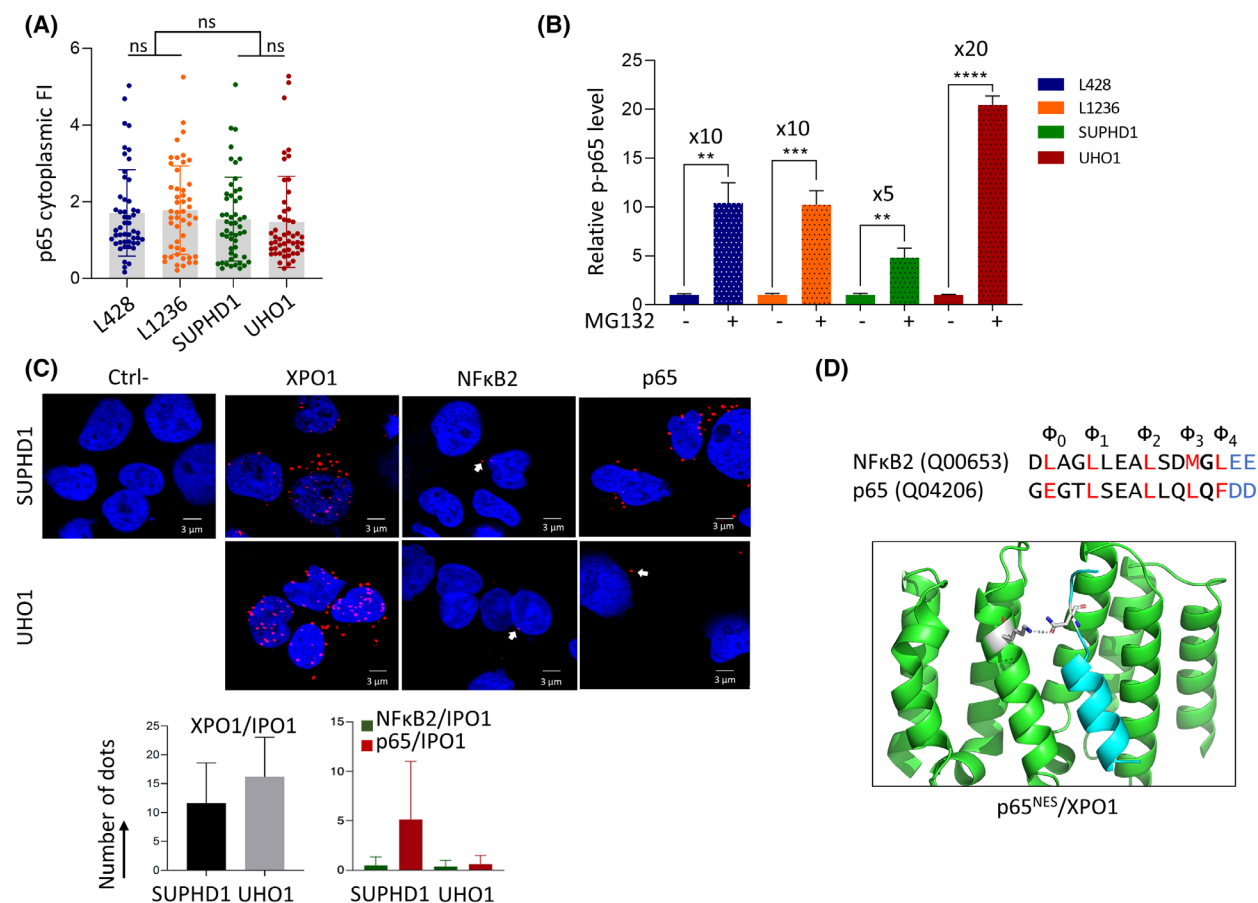 (A)
ns
ns
ns
p65 cytoplasmic FI
6
4
2
0
L428
L1236
SUPHD1
UHO1
(B)
Relative p-p65 level
25
20
15
10
5
0
x10
**
x10
***
x5
**
x20
****
MG132 - + - + - + - +
L428
L1236
SUPHD1
UHO1
(C)
Ctrl- XPO1 NFκB2 p65
SUPHD1
3 µm 3 µm 3 µm 3 µm
UHO1
3 µm 3 µm 3 µm
Number of dots
XPO1/IPO1
25
20
15
10
5
0
SUPHD1 UHO1
NFκB2/IPO1
p65/IPO1
15
10
5
0
SUPHD1 UHO1
(D)
Φ0 Φ1 Φ2 Φ3 Φ4
NFκB2 (Q00653) DLAGLLEALSDMGLEE
p65 (Q04206) GEGTLSEALLQLQFDD
p65NES/XPO1